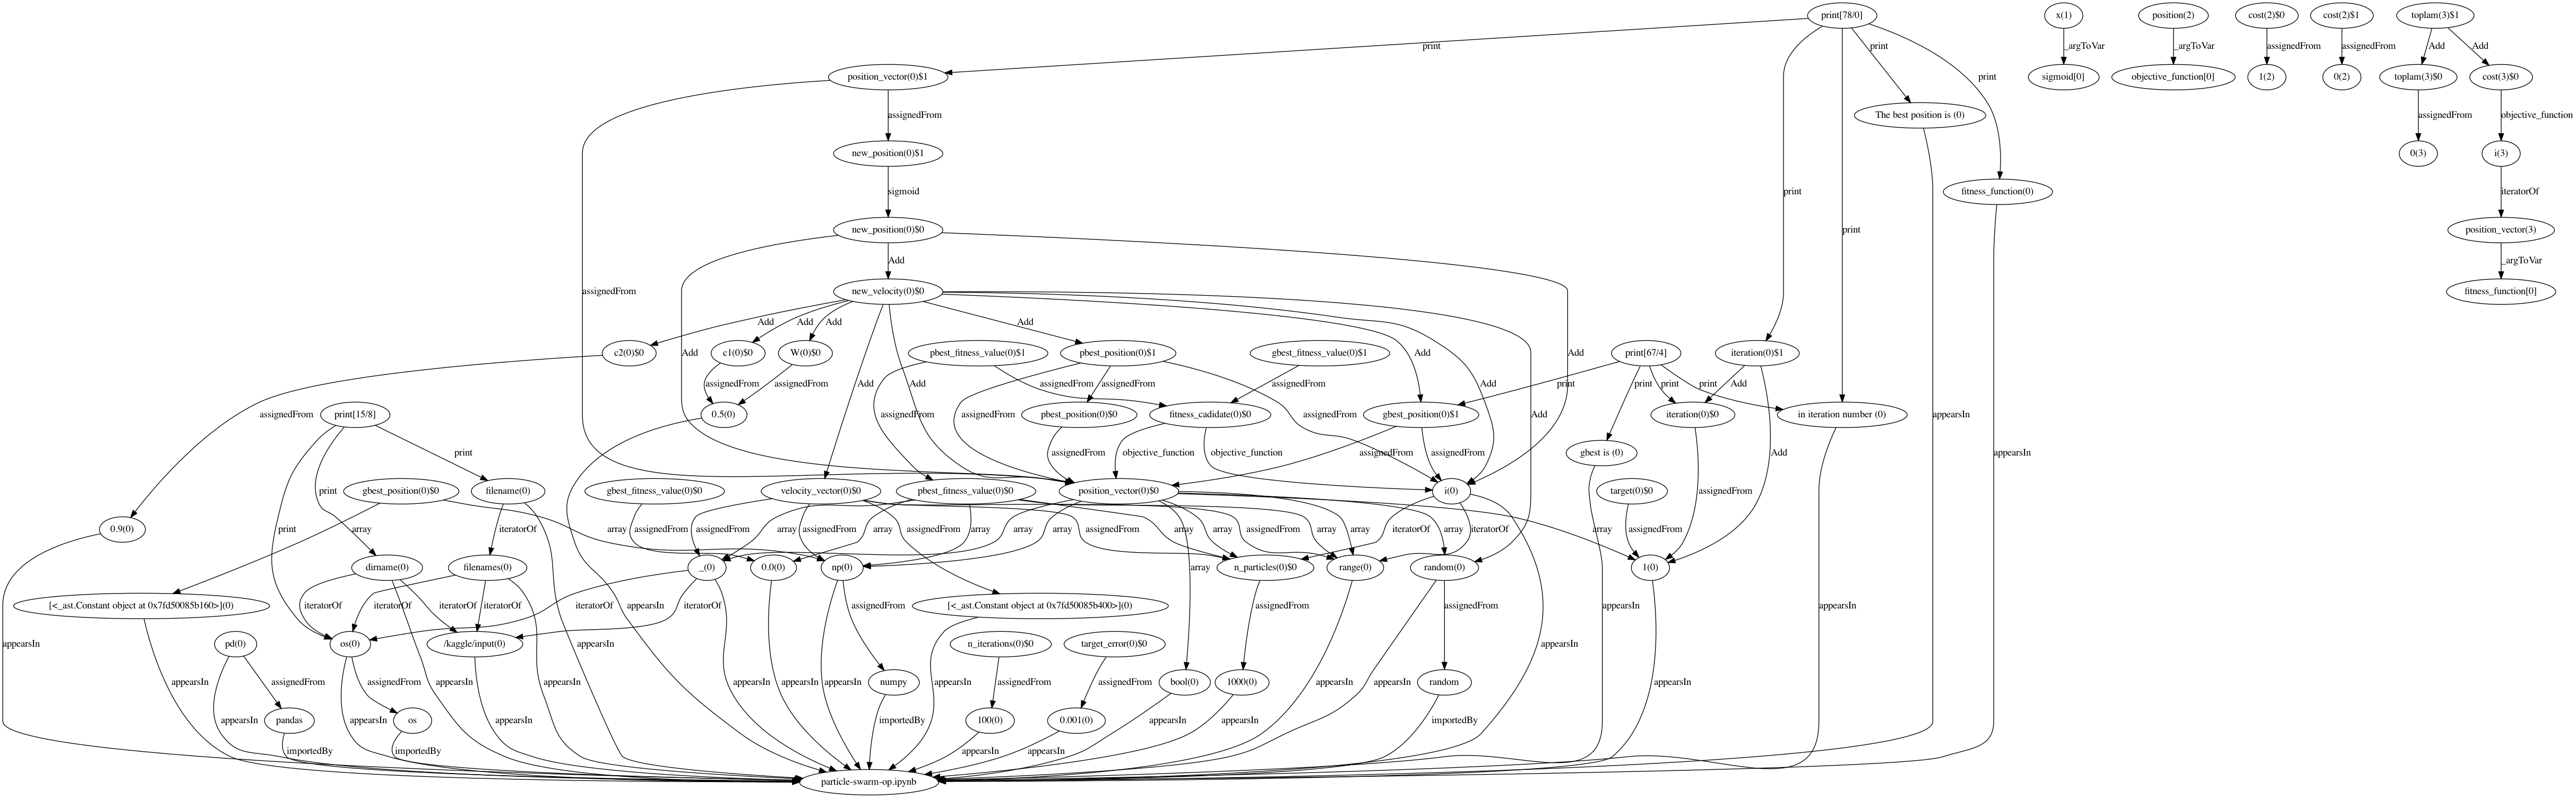 print[78/0]
x(1)
position(2)
cost(2)$0
cost(2)$1
toplam(3)$1
print
_argToVar
_argToVar
assignedFrom
assignedFrom
Add
Add
position_vector(0)$1
print
print
sigmoid[0]
objective_function[0]
1(2)
0(2)
toplam(3)$0
cost(3)$0
assignedFrom
The best position is (0)
assignedFrom
objective_function
new_position(0)$1
0(3)
i(3)
sigmoid
print
fitness_function(0)
iteratorOf
new_position(0)$0
print
position_vector(3)
Add
_argToVar
assignedFrom
new_velocity(0)$0
fitness_function[0]
Add
Add
Add
Add
c2(0)$0
Add
c1(0)$0
W(0)$0
pbest_fitness_value(0)$1
pbest_position(0)$1
gbest_fitness_value(0)$1
Add
Add
print[67/4]
iteration(0)$1
assignedFrom
assignedFrom
Add
Add
assignedFrom
assignedFrom
assignedFrom
Add
print
print
print
print
Add
assignedFrom
print[15/8]
0.5(0)
assignedFrom
assignedFrom
pbest_position(0)$0
fitness_cadidate(0)$0
assignedFrom
gbest_position(0)$1
Add
iteration(0)$0
in iteration number (0)
appearsIn
print
assignedFrom
objective_function
objective_function
assignedFrom
assignedFrom
gbest is (0)
Add
appearsIn
gbest_position(0)$0
filename(0)
gbest_fitness_value(0)$0
velocity_vector(0)$0
pbest_fitness_value(0)$0
position_vector(0)$0
i(0)
target(0)$0
assignedFrom
print
0.9(0)
print
array
iteratorOf
array
assignedFrom
assignedFrom
array
assignedFrom
array
assignedFrom
array
array
assignedFrom
array
array
assignedFrom
array
array
iteratorOf
array
iteratorOf
array
assignedFrom
dirname(0)
filenames(0)
_(0)
0.0(0)
np(0)
array
n_particles(0)$0
range(0)
random(0)
1(0)
[<_ast.Constant object at 0x7fd50085b160>](0)
iteratorOf
iteratorOf
iteratorOf
iteratorOf
iteratorOf
iteratorOf
appearsIn
assignedFrom
[<_ast.Constant object at 0x7fd50085b400>](0)
assignedFrom
assignedFrom
appearsIn
appearsIn
appearsIn
pd(0)
os(0)
/kaggle/input(0)
appearsIn
n_iterations(0)$0
target_error(0)$0
appearsIn
appearsIn
assignedFrom
assignedFrom
appearsIn
appearsIn
appearsIn
appearsIn
appearsIn
numpy
appearsIn
assignedFrom
assignedFrom
bool(0)
1000(0)
appearsIn
appearsIn
random
appearsIn
appearsIn
pandas
appearsIn
os
appearsIn
importedBy
100(0)
0.001(0)
appearsIn
appearsIn
importedBy
importedBy
importedBy
appearsIn
appearsIn
particle-swarm-op.ipynb